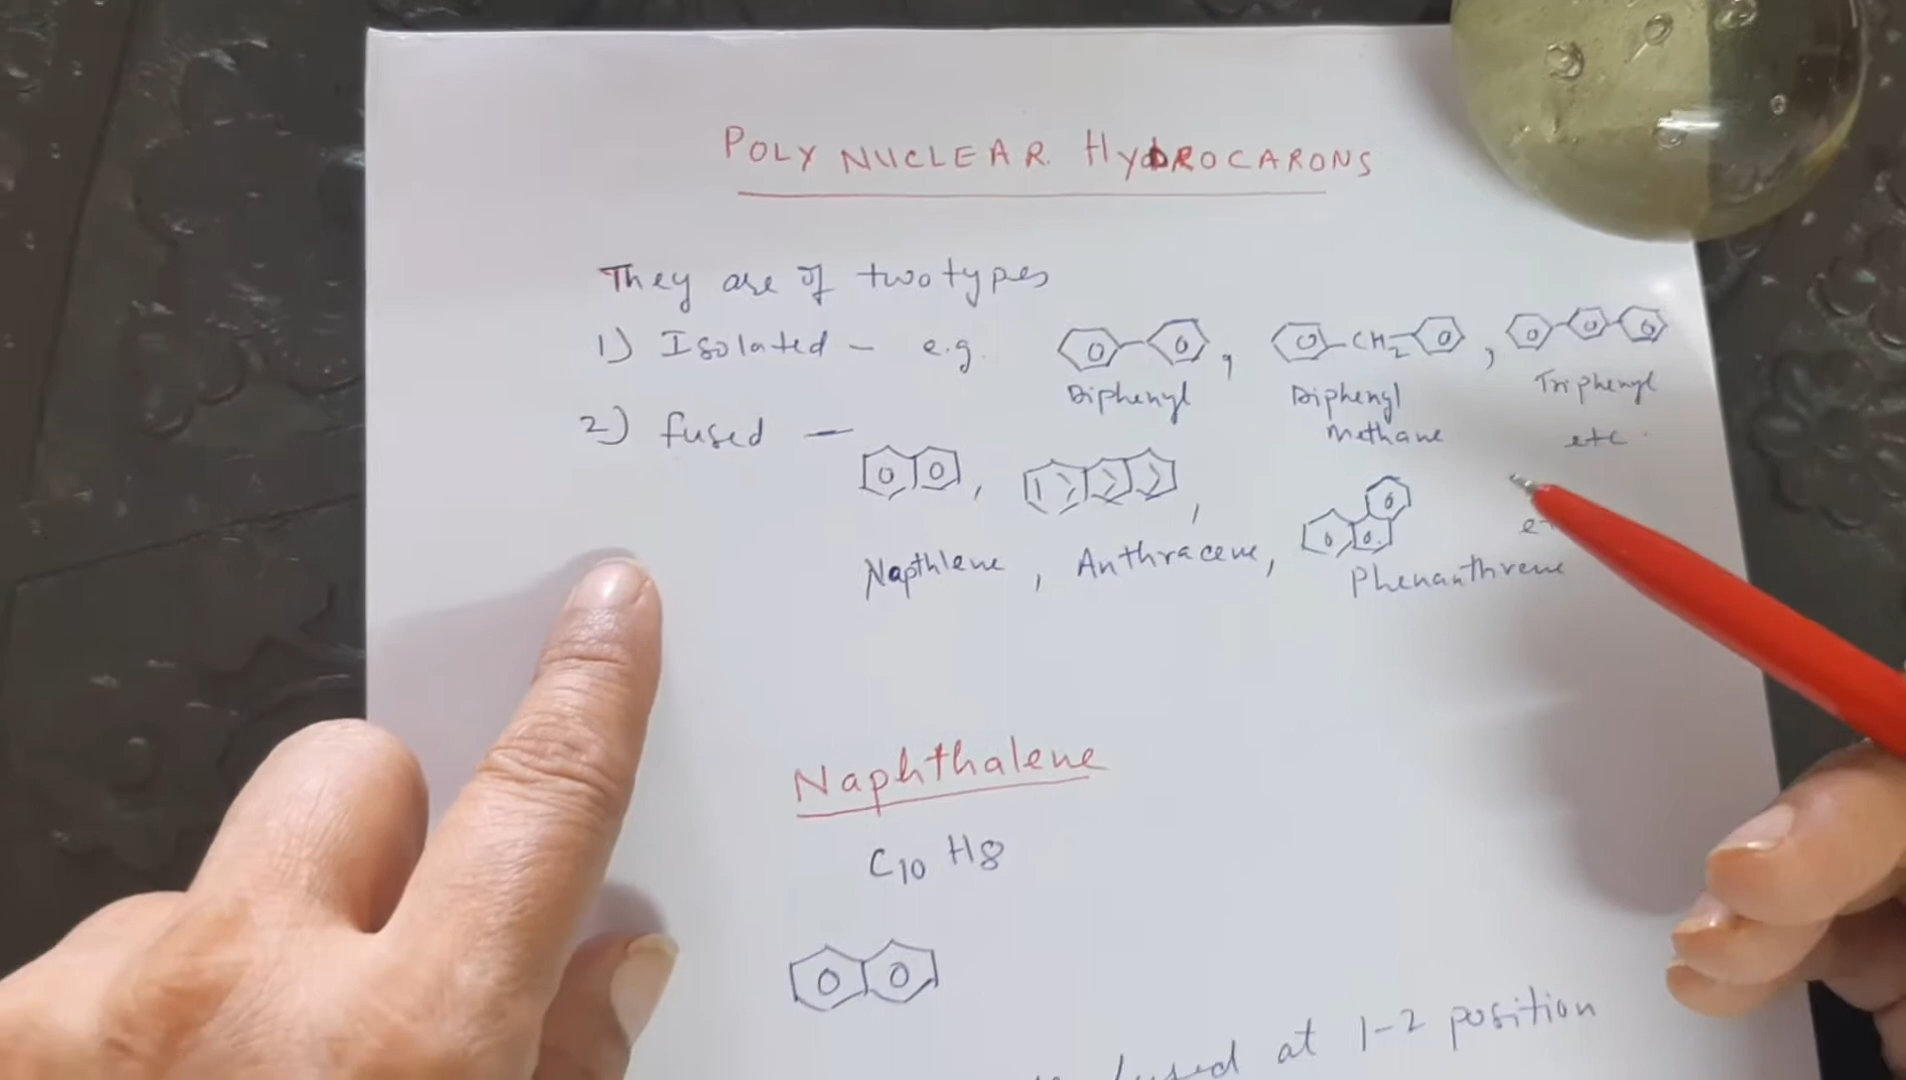 POLY NUCLEAR HYDROCARONS
They are of two types
1) Isolated - e.g. , -CH2- ,
Diphenyl Diphenyl Methane Triphenyl etc.
2) fused - , ,
Napthlene , Anthracene, Phenanthrene
Naphthalene
C10 H8
fused at 1-2 position